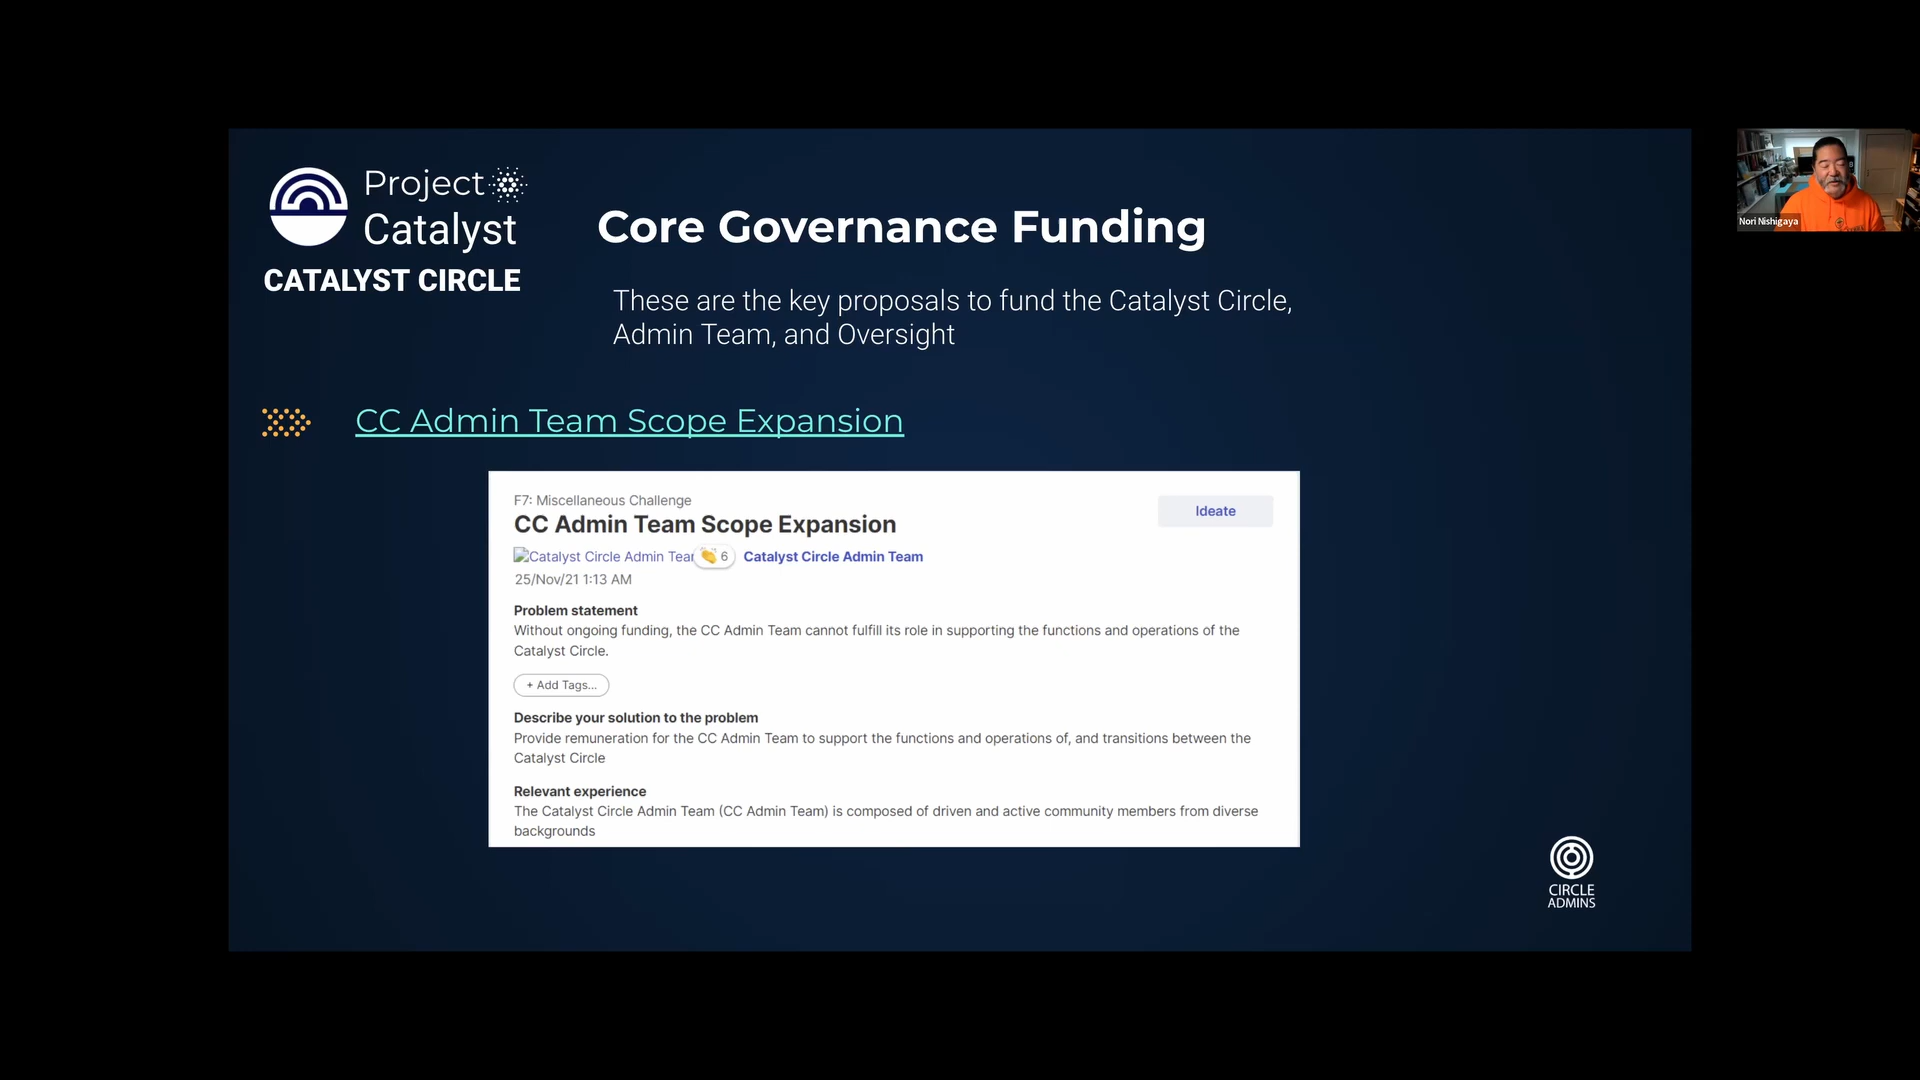 Project
Catalyst
CATALYST CIRCLE
Core Governance Funding
These are the key proposals to fund the Catalyst Circle,
Admin Team, and Oversight
CC Admin Team Scope Expansion
F7: Miscellaneous Challenge
Ideate
CC Admin Team Scope Expansion
Catalyst Circle Admin Tear 6 Catalyst Circle Admin Team
25/Nov/21 1:13 AM
Problem statement
Without ongoing funding, the CC Admin Team cannot fulfill its role in supporting the functions and operations of the
Catalyst Circle.
+ Add Tags...
Describe your solution to the problem
Provide remuneration for the CC Admin Team to support the functions and operations of, and transitions between the
Catalyst Circle
Relevant experience
The Catalyst Circle Admin Team (CC Admin Team) is composed of driven and active community members from diverse
backgrounds
CIRCLE
ADMINS
Nori Nishigaya